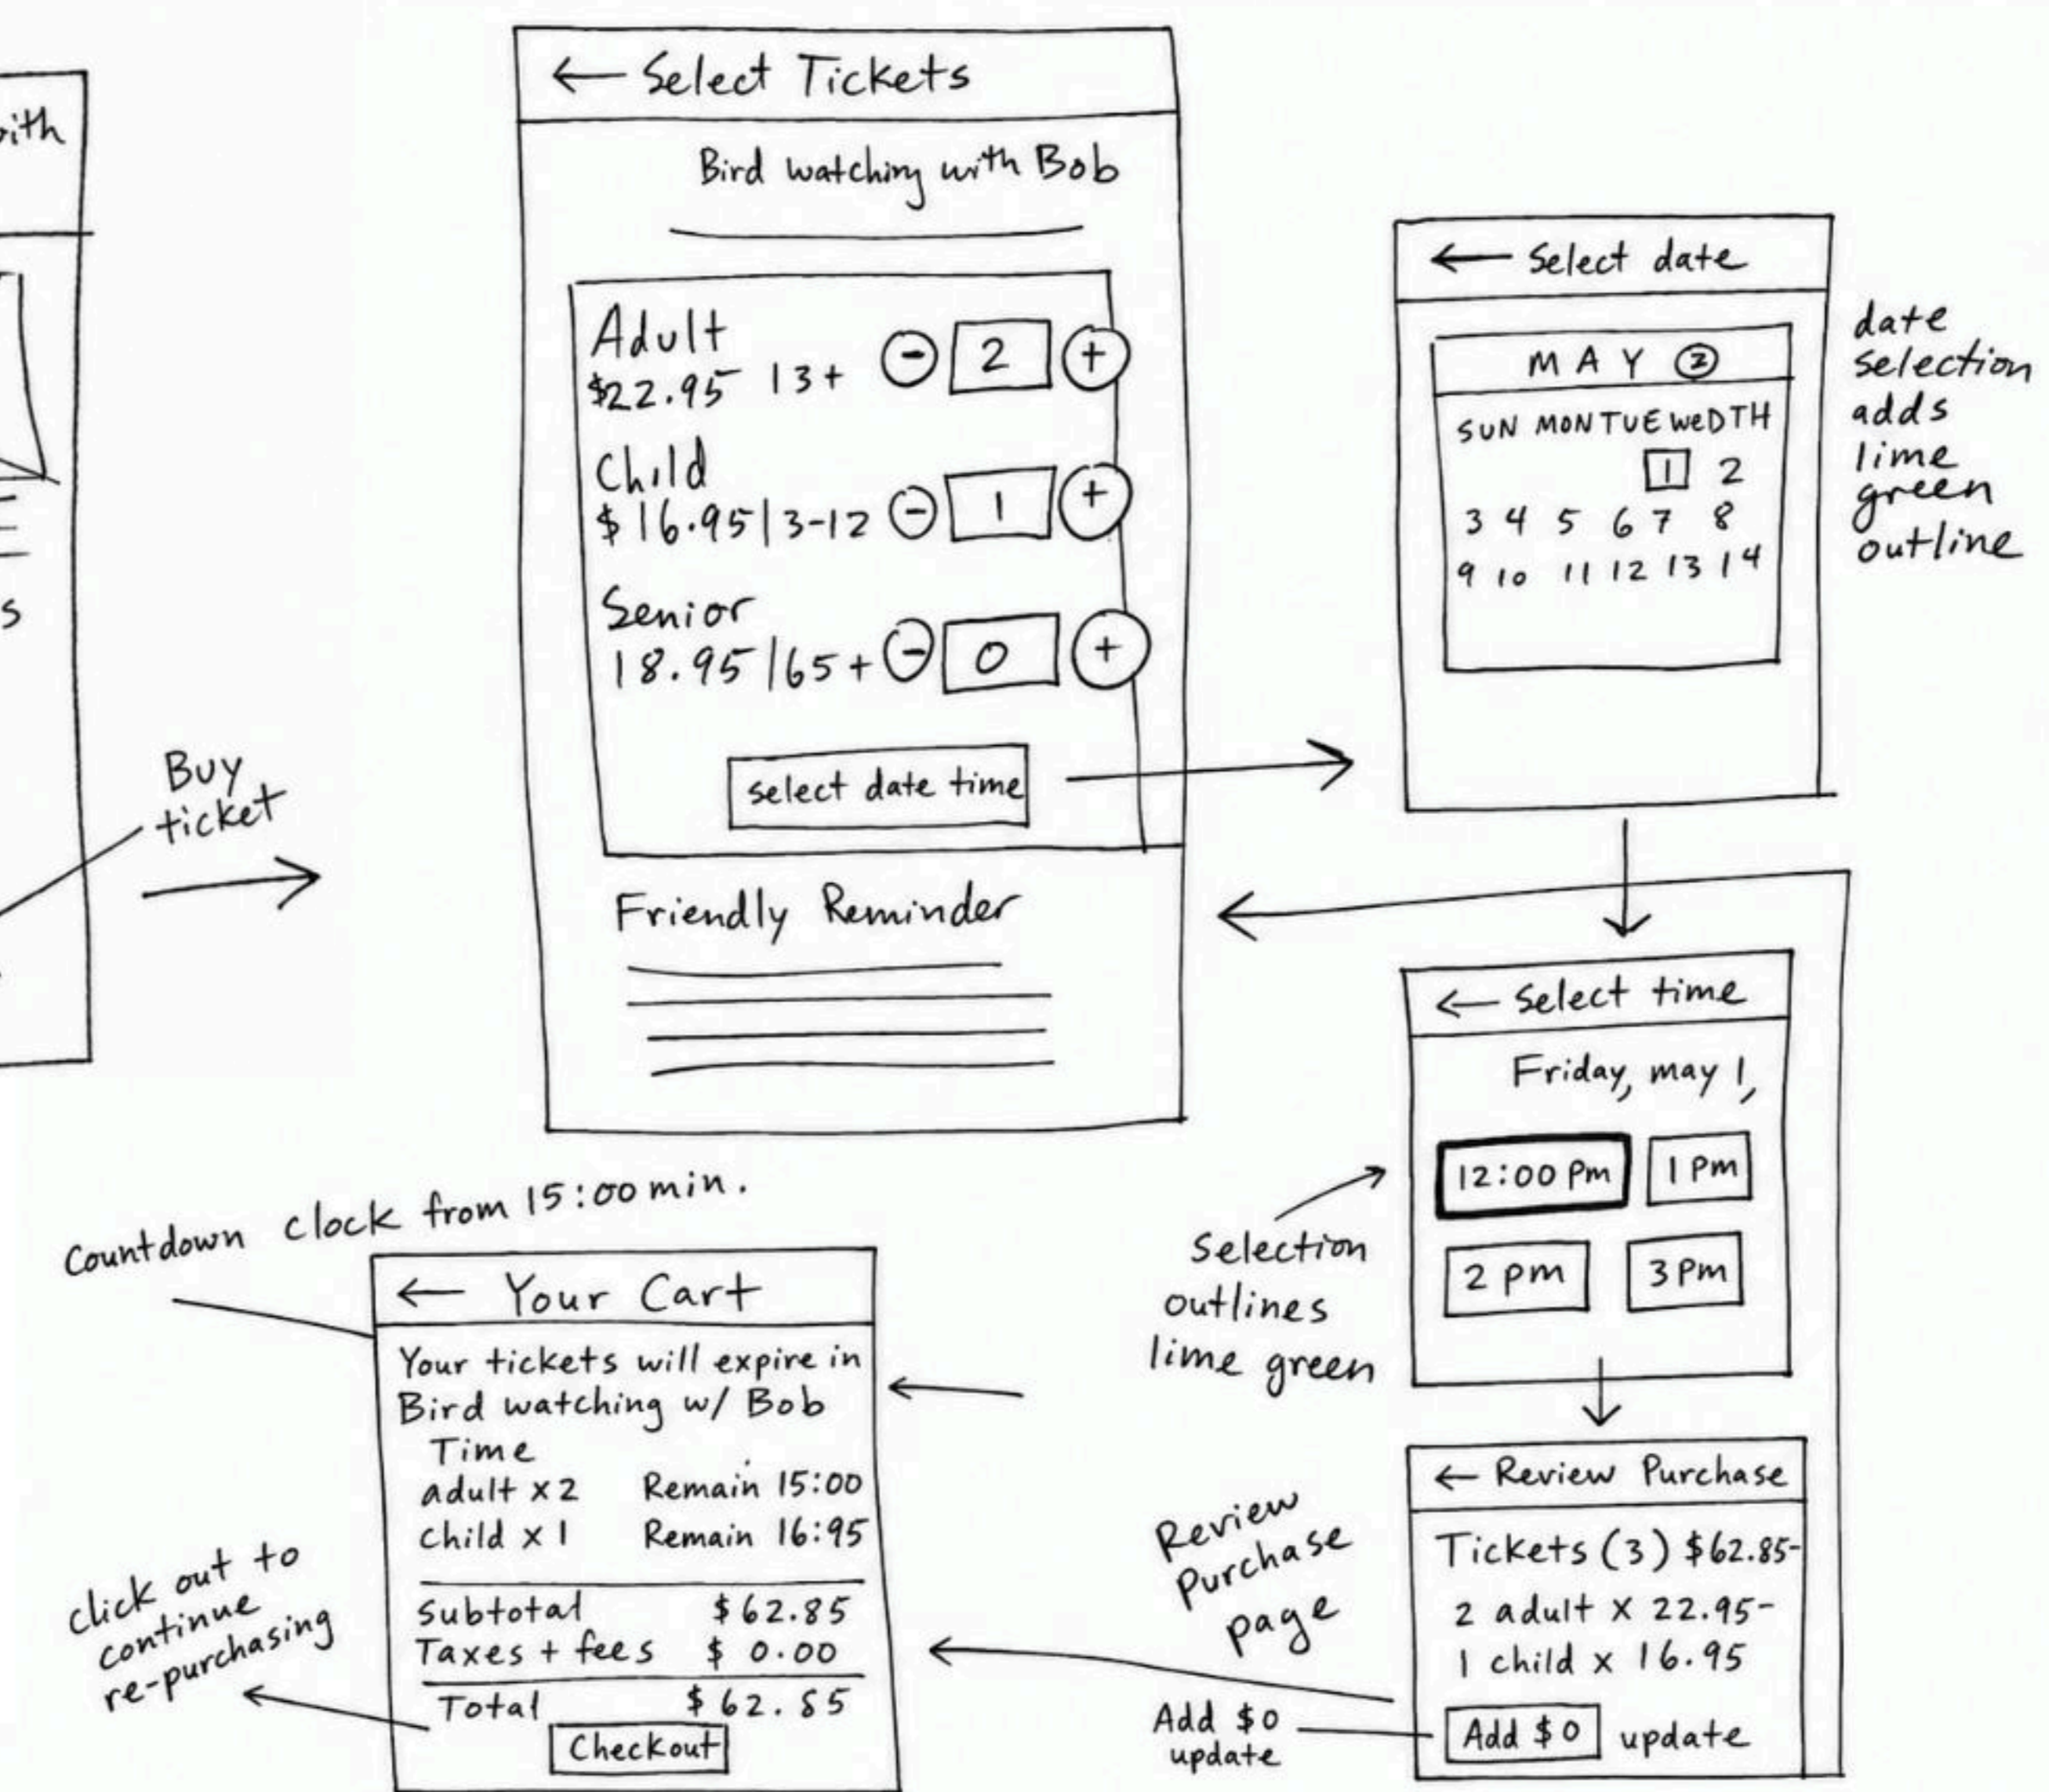 with
s
Buy
ticket
← Select Tickets
Bird watching with Bob
Adult
$22.95 13+ - 2 +
Child
$16.95|3-12 - 1 +
Senior
18.95|65+ - 0 +
select date time
Friendly Reminder
← Select date
MAY 2
SUN MON TUE WeD TH
1 2
3 4 5 6 7 8
9 10 11 12 13 14
date
selection
adds
lime
green
outline
← Select time
Friday, may 1,
12:00 Pm 1 Pm
2 pm 3 Pm
Selection
outlines
lime green
← Review Purchase
Tickets (3) $62.85-
2 adult x 22.95-
1 child x 16.95
Add $0 update
Review
Purchase
page
Add $0
update
Countdown clock from 15:00 min.
← Your Cart
Your tickets will expire in
Bird watching w/ Bob
Time
adult x 2 Remain 15:00
child x 1 Remain 16:95
Subtotal $62.85
Taxes + fees $ 0.00
Total $62.85
Checkout
click out to
continue
re-purchasing